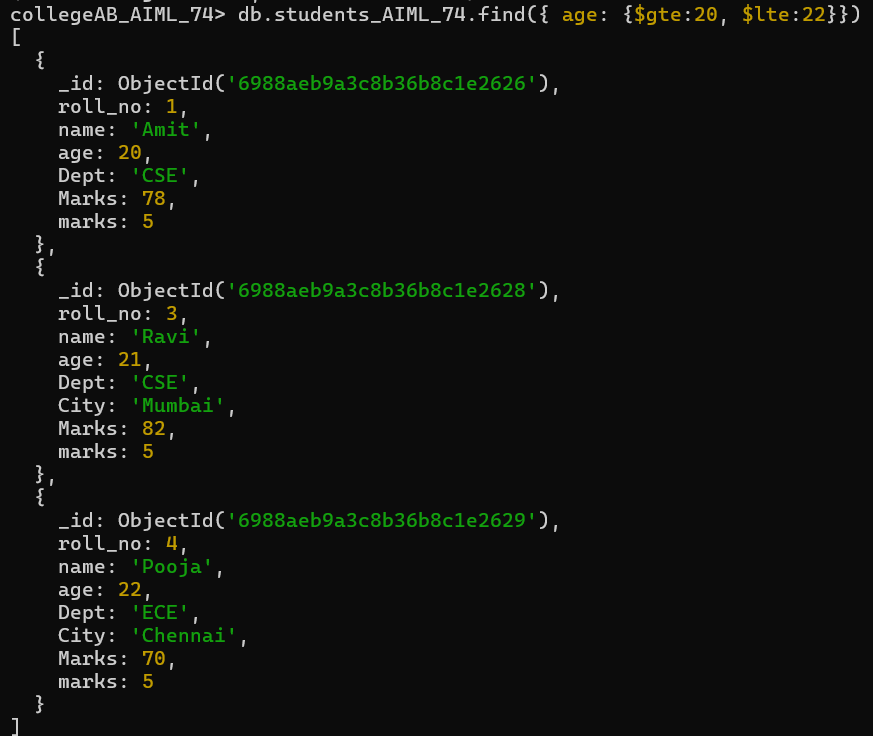 collegeAB_AIML_74> db.students_AIML_74.find({ age: {$gte:20, $lte:22}})
[
  {
    _id: ObjectId('6988aeb9a3c8b36b8c1e2626'),
    roll_no: 1,
    name: 'Amit',
    age: 20,
    Dept: 'CSE',
    Marks: 78,
    marks: 5
  },
  {
    _id: ObjectId('6988aeb9a3c8b36b8c1e2628'),
    roll_no: 3,
    name: 'Ravi',
    age: 21,
    Dept: 'CSE',
    City: 'Mumbai',
    Marks: 82,
    marks: 5
  },
  {
    _id: ObjectId('6988aeb9a3c8b36b8c1e2629'),
    roll_no: 4,
    name: 'Pooja',
    age: 22,
    Dept: 'ECE',
    City: 'Chennai',
    Marks: 70,
    marks: 5
  }
]